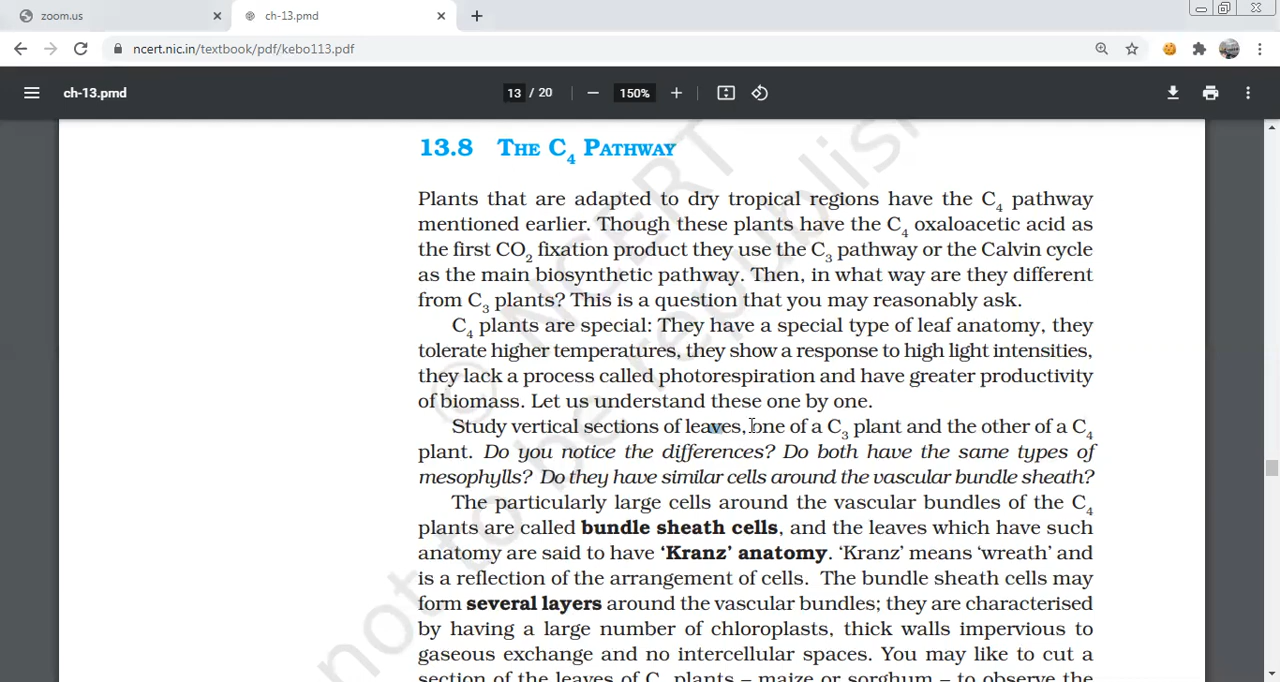 zoom.us
ch-13.pmd
ncert.nic.in/textbook/pdf/kebo113.pdf
ch-13.pmd
13 / 20
150%
13.8 THE C4 PATHWAY
Plants that are adapted to dry tropical regions have the C4 pathway
mentioned earlier. Though these plants have the C4 oxaloacetic acid as
the first CO2 fixation product they use the C3 pathway or the Calvin cycle
as the main biosynthetic pathway. Then, in what way are they different
from C3 plants? This is a question that you may reasonably ask.
C4 plants are special: They have a special type of leaf anatomy, they
tolerate higher temperatures, they show a response to high light intensities,
they lack a process called photorespiration and have greater productivity
of biomass. Let us understand these one by one.
Study vertical sections of leaves, one of a C3 plant and the other of a C4
plant. Do you notice the differences? Do both have the same types of
mesophylls? Do they have similar cells around the vascular bundle sheath?
The particularly large cells around the vascular bundles of the C4
plants are called bundle sheath cells, and the leaves which have such
anatomy are said to have ‘Kranz’ anatomy. ‘Kranz’ means ‘wreath’ and
is a reflection of the arrangement of cells. The bundle sheath cells may
form several layers around the vascular bundles; they are characterised
by having a large number of chloroplasts, thick walls impervious to
gaseous exchange and no intercellular spaces. You may like to cut a
section of the leaves of C4 plants – maize or sorghum – to observe the
© NCERT
not to be republis